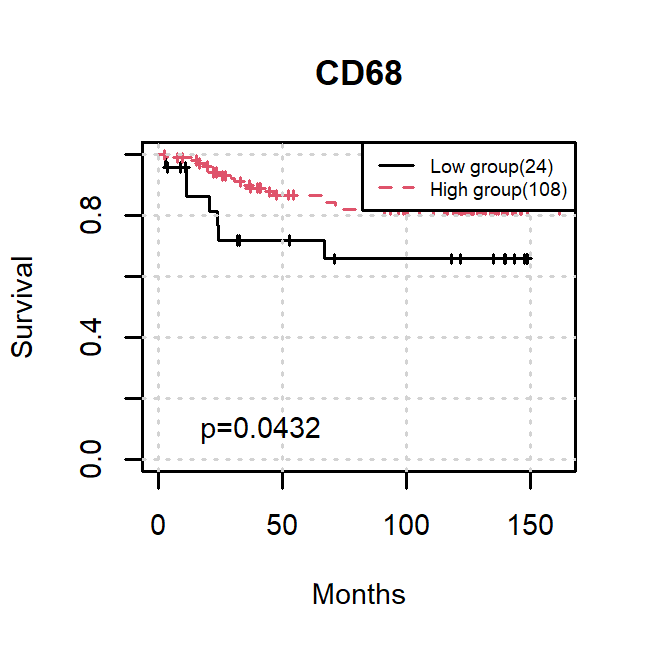 CD68
Low group(24)
High group(108)
Survival
0.8
0.4
0.0
p=0.0432
0 50 100 150
Months